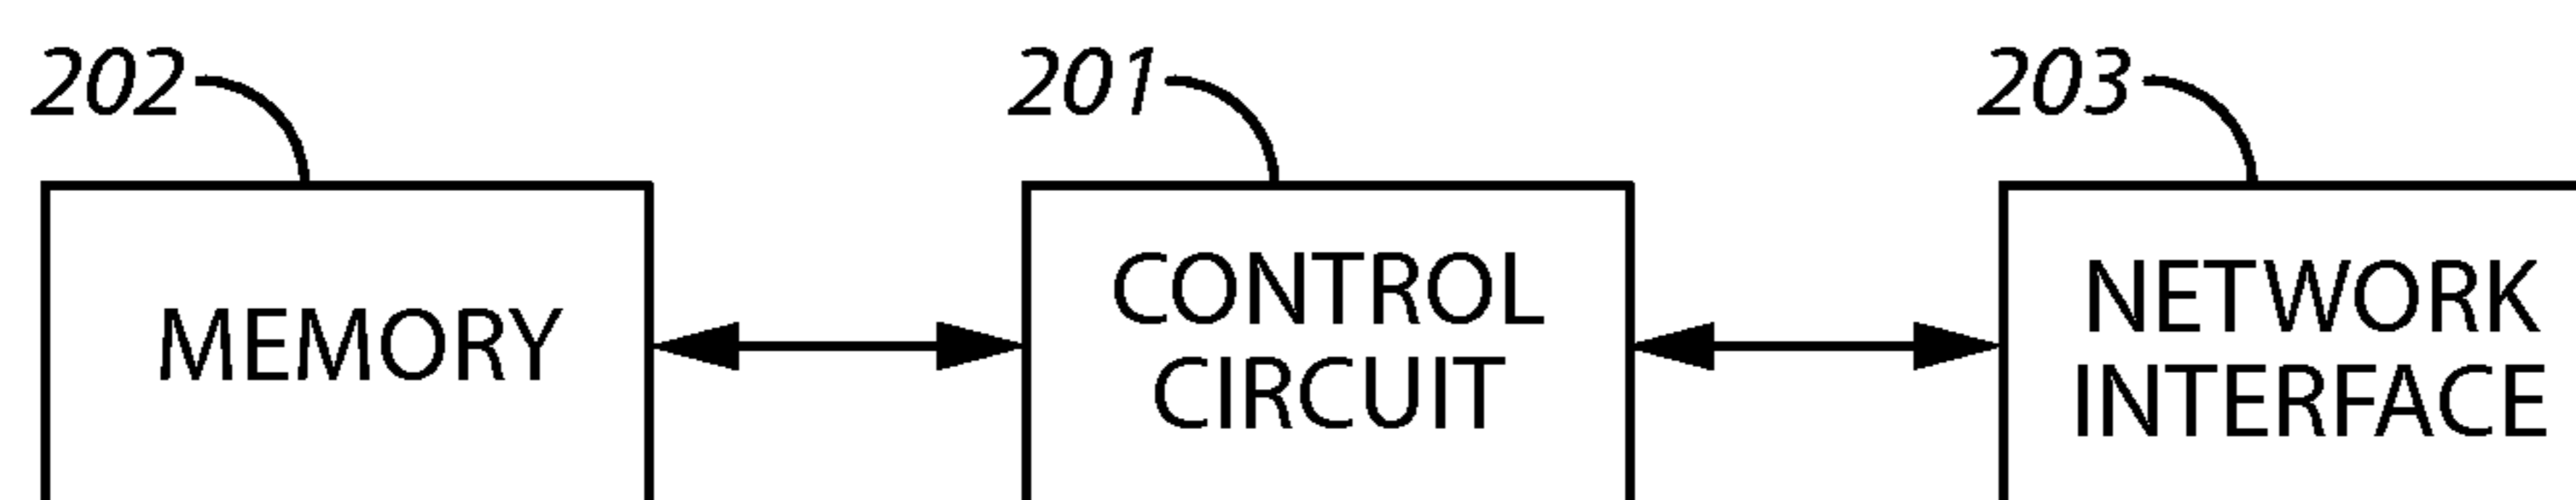 202
201
203
MEMORY
CONTROL
CIRCUIT
NETWORK
INTERFACE